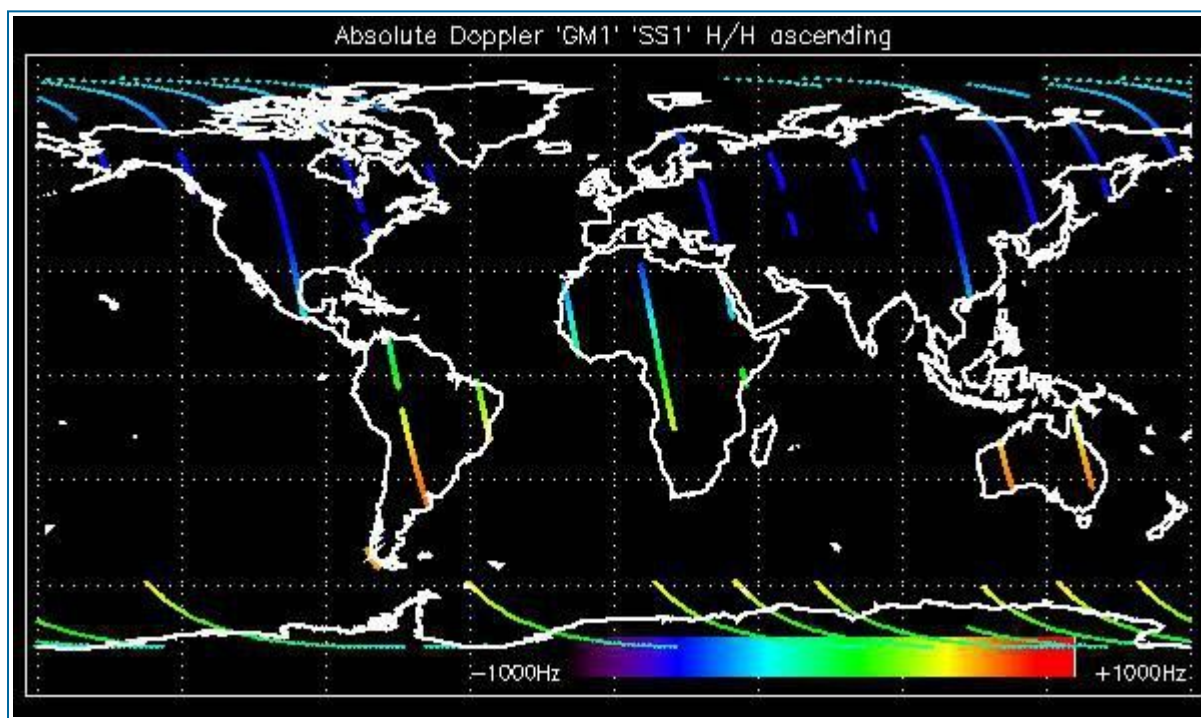 Absolute Doppler 'GM1' 'SS1' H/H ascending
−1000Hz +1000Hz